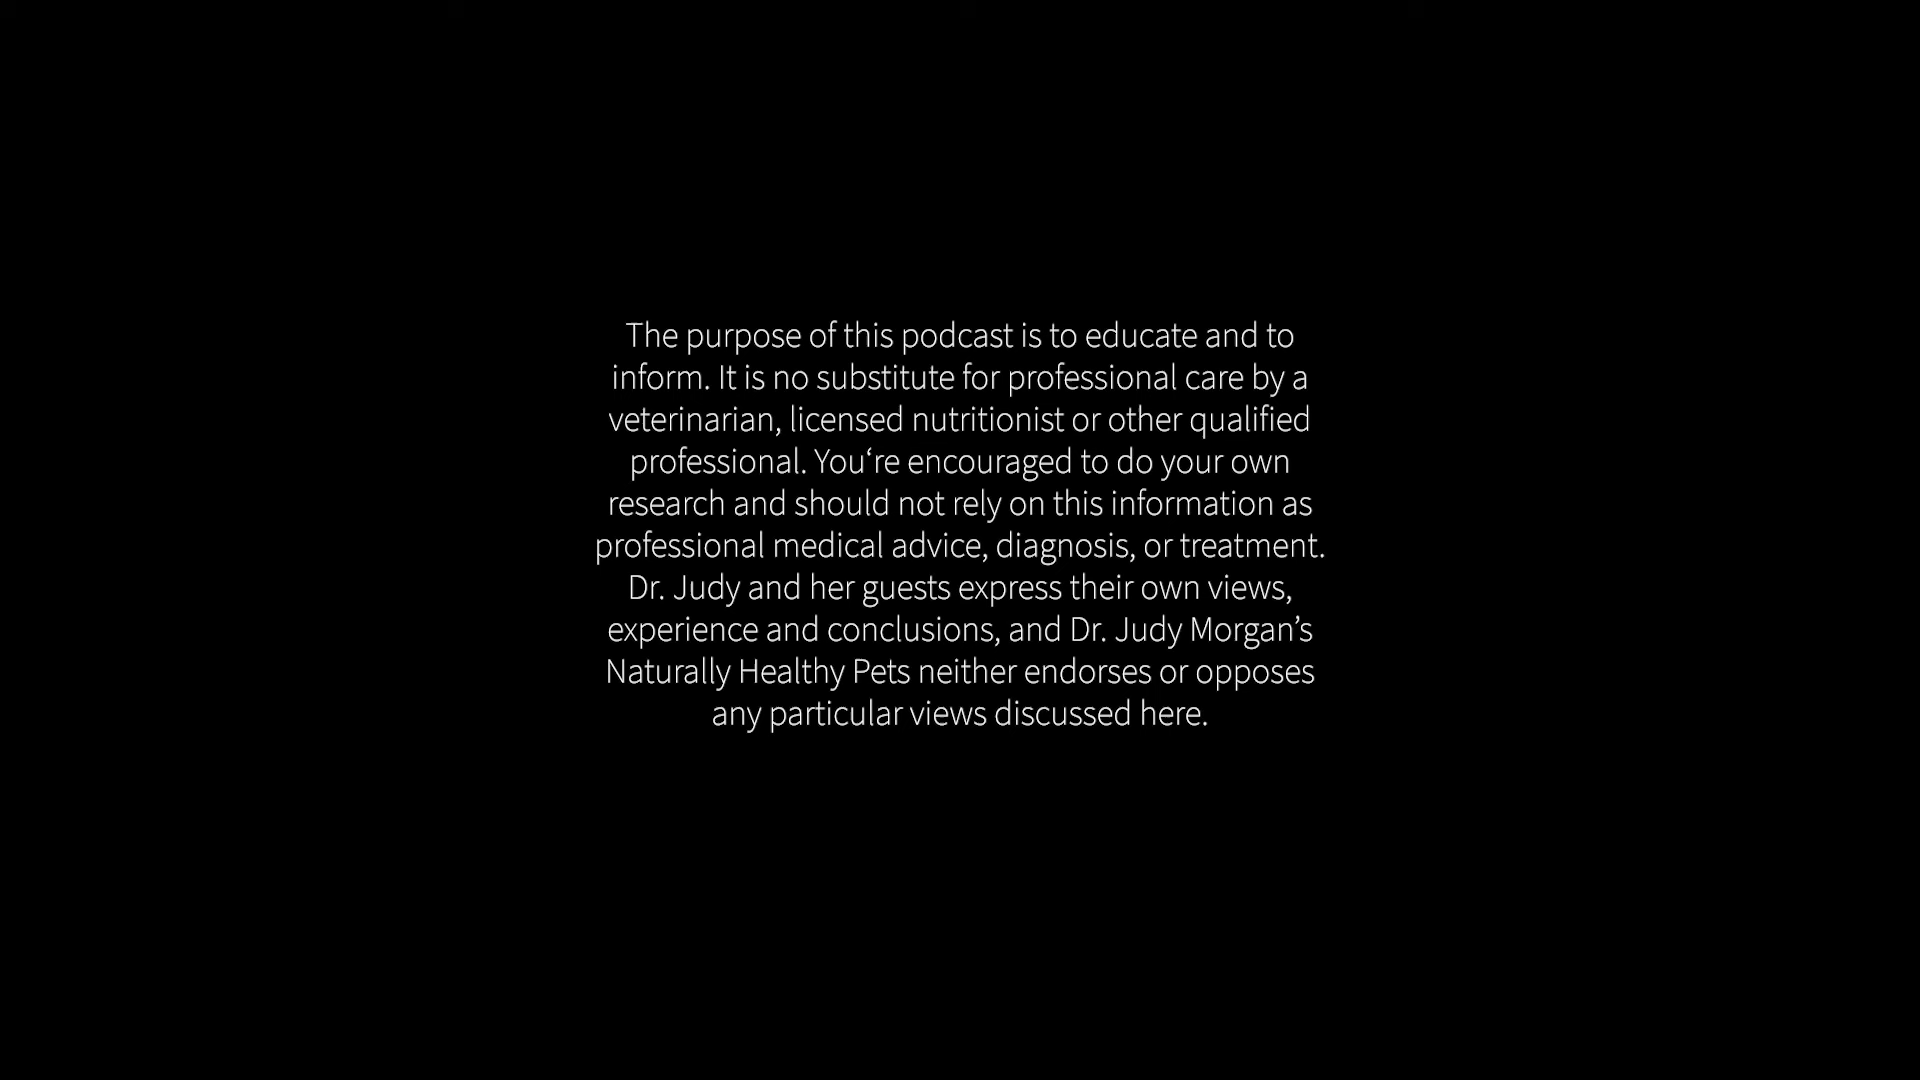 The purpose of this podcast is to educate and to
inform. It is no substitute for professional care by a
veterinarian, licensed nutritionist or other qualified
professional. You‘re encouraged to do your own
research and should not rely on this information as
professional medical advice, diagnosis, or treatment.
Dr. Judy and her guests express their own views,
experience and conclusions, and Dr. Judy Morgan’s
Naturally Healthy Pets neither endorses or opposes
any particular views discussed here.